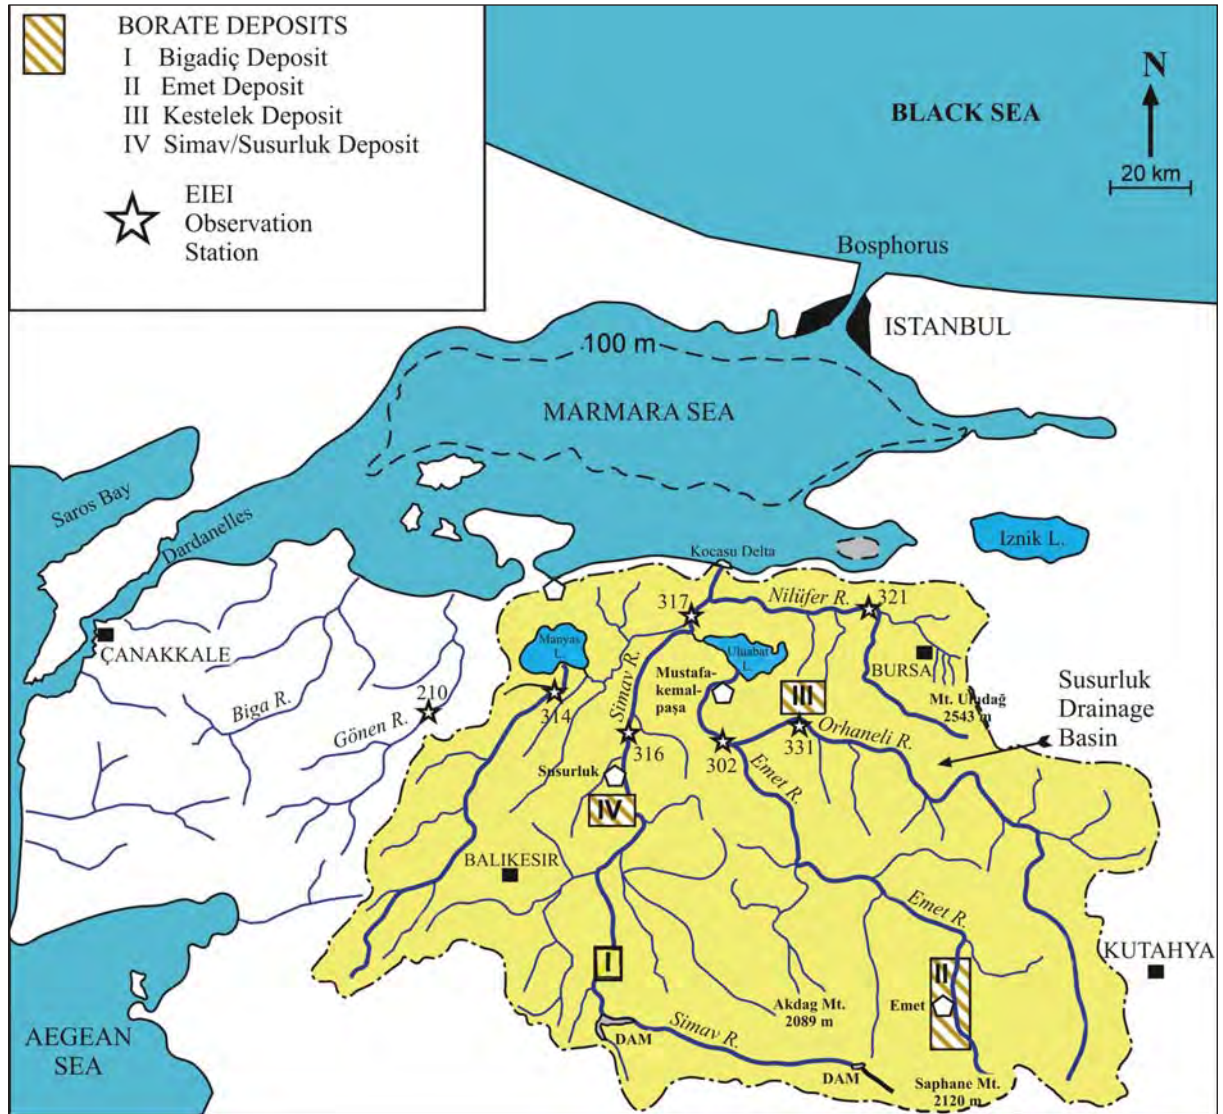 BORATE DEPOSITS
I Bigadiç Deposit
II Emet Deposit
III Kestelek Deposit
IV Simav/Susurluk Deposit
EIEI
Observation
Station
BLACK SEA
N
20 km
Bosphorus
ISTANBUL
100 m
MARMARA SEA
Saros Bay
Dardanelles
Iznik L.
Kocasu Delta
317
Nilüfer R.
321
ÇANAKKALE
Manyas
L.
Simav R.
Uluabat
L.
BURSA
Mustafa-
kemal-
paşa
III
Mt. Uludağ
2543 m
Susurluk
Drainage
Basin
Biga R.
210
Gönen R.
314
316
302
331
Orhaneli R.
Susurluk
Emet R.
IV
BALIKESIR
Emet R.
KUTAHYA
I
II
Emet
Akdag Mt.
2089 m
Simav R.
DAM
DAM
Saphane Mt.
2120 m
AEGEAN
SEA